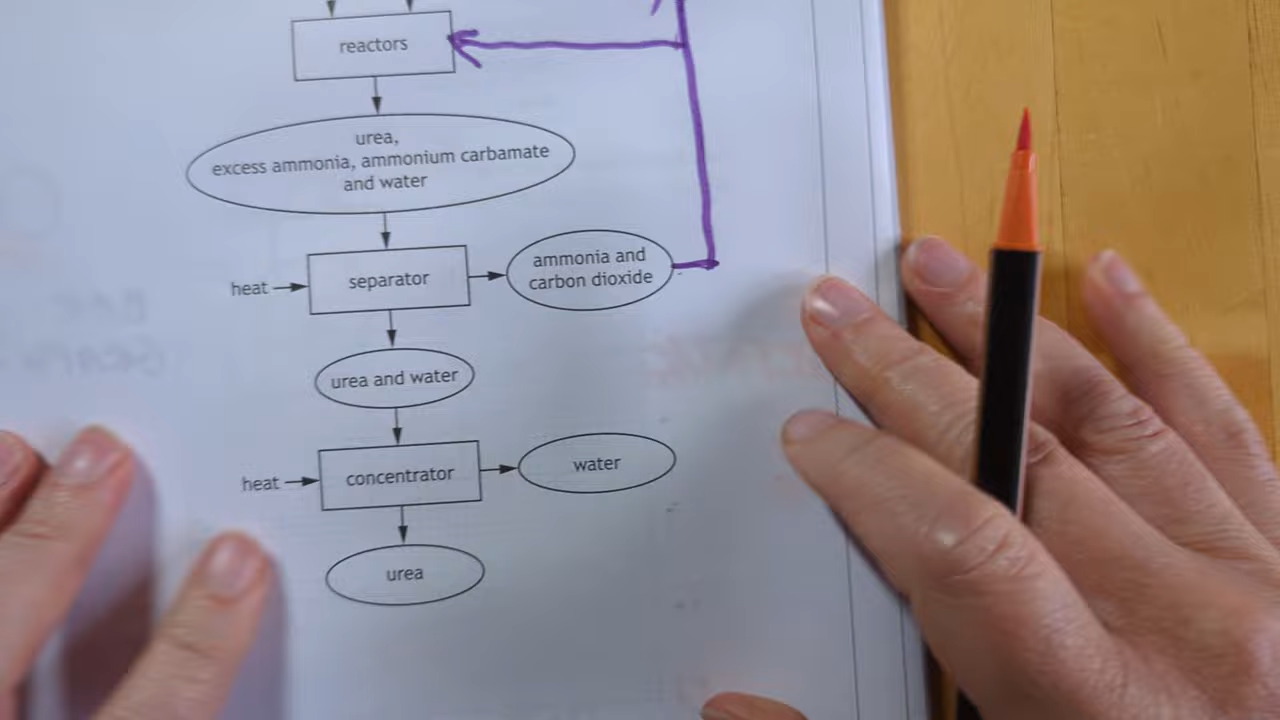 reactors
urea,
excess ammonia, ammonium carbamate
and water
heat
separator
ammonia and
carbon dioxide
urea and water
heat
concentrator
water
urea